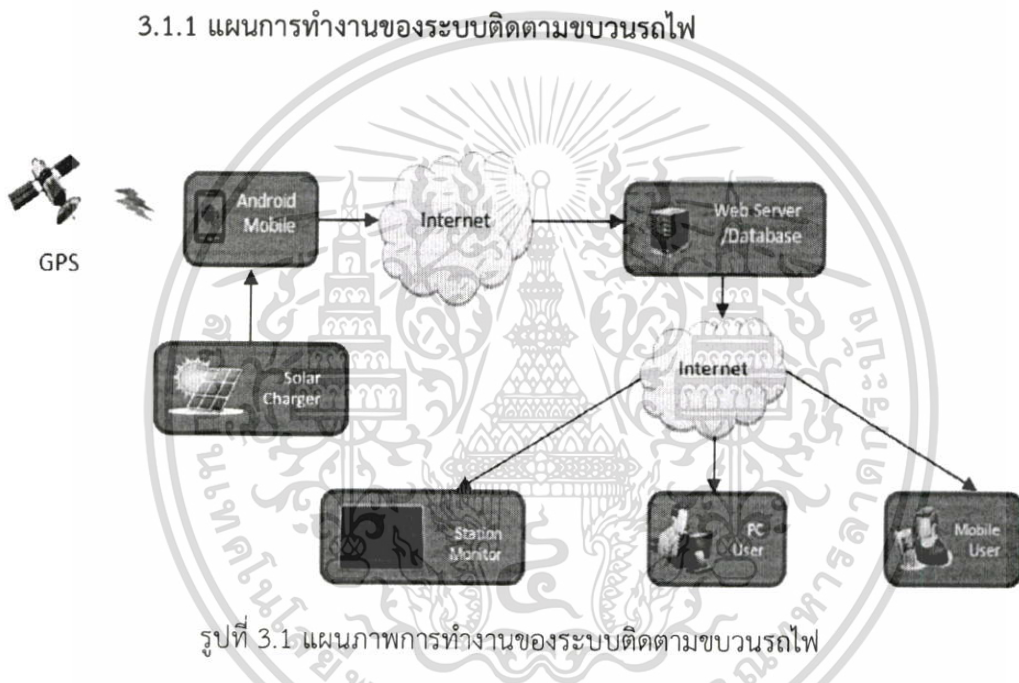 3.1.1 แผนการทำงานของระบบติดตามขบวนรถไฟ
GPS
Android
Mobile
Internet
Web Server
/Database
Solar
Charger
Internet
Station
Monitor
PC
User
Mobile
User
รูปที่ 3.1 แผนภาพการทำงานของระบบติดตามขบวนรถไฟ